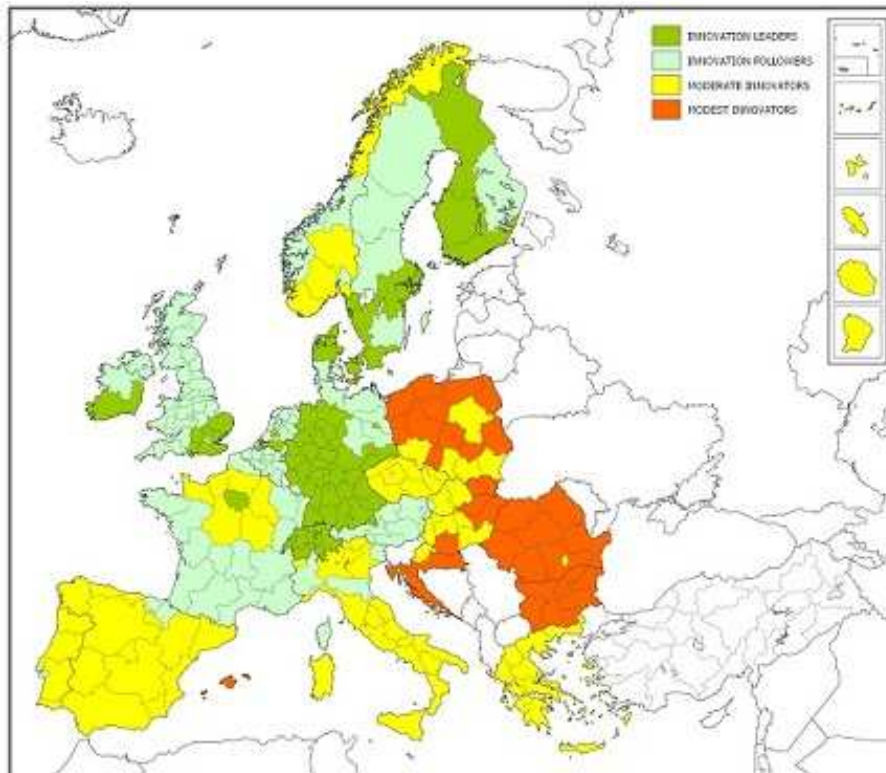 INNOVATION LEADERS
INNOVATION FOLLOWERS
MODERATE INNOVATORS
MODEST INNOVATORS